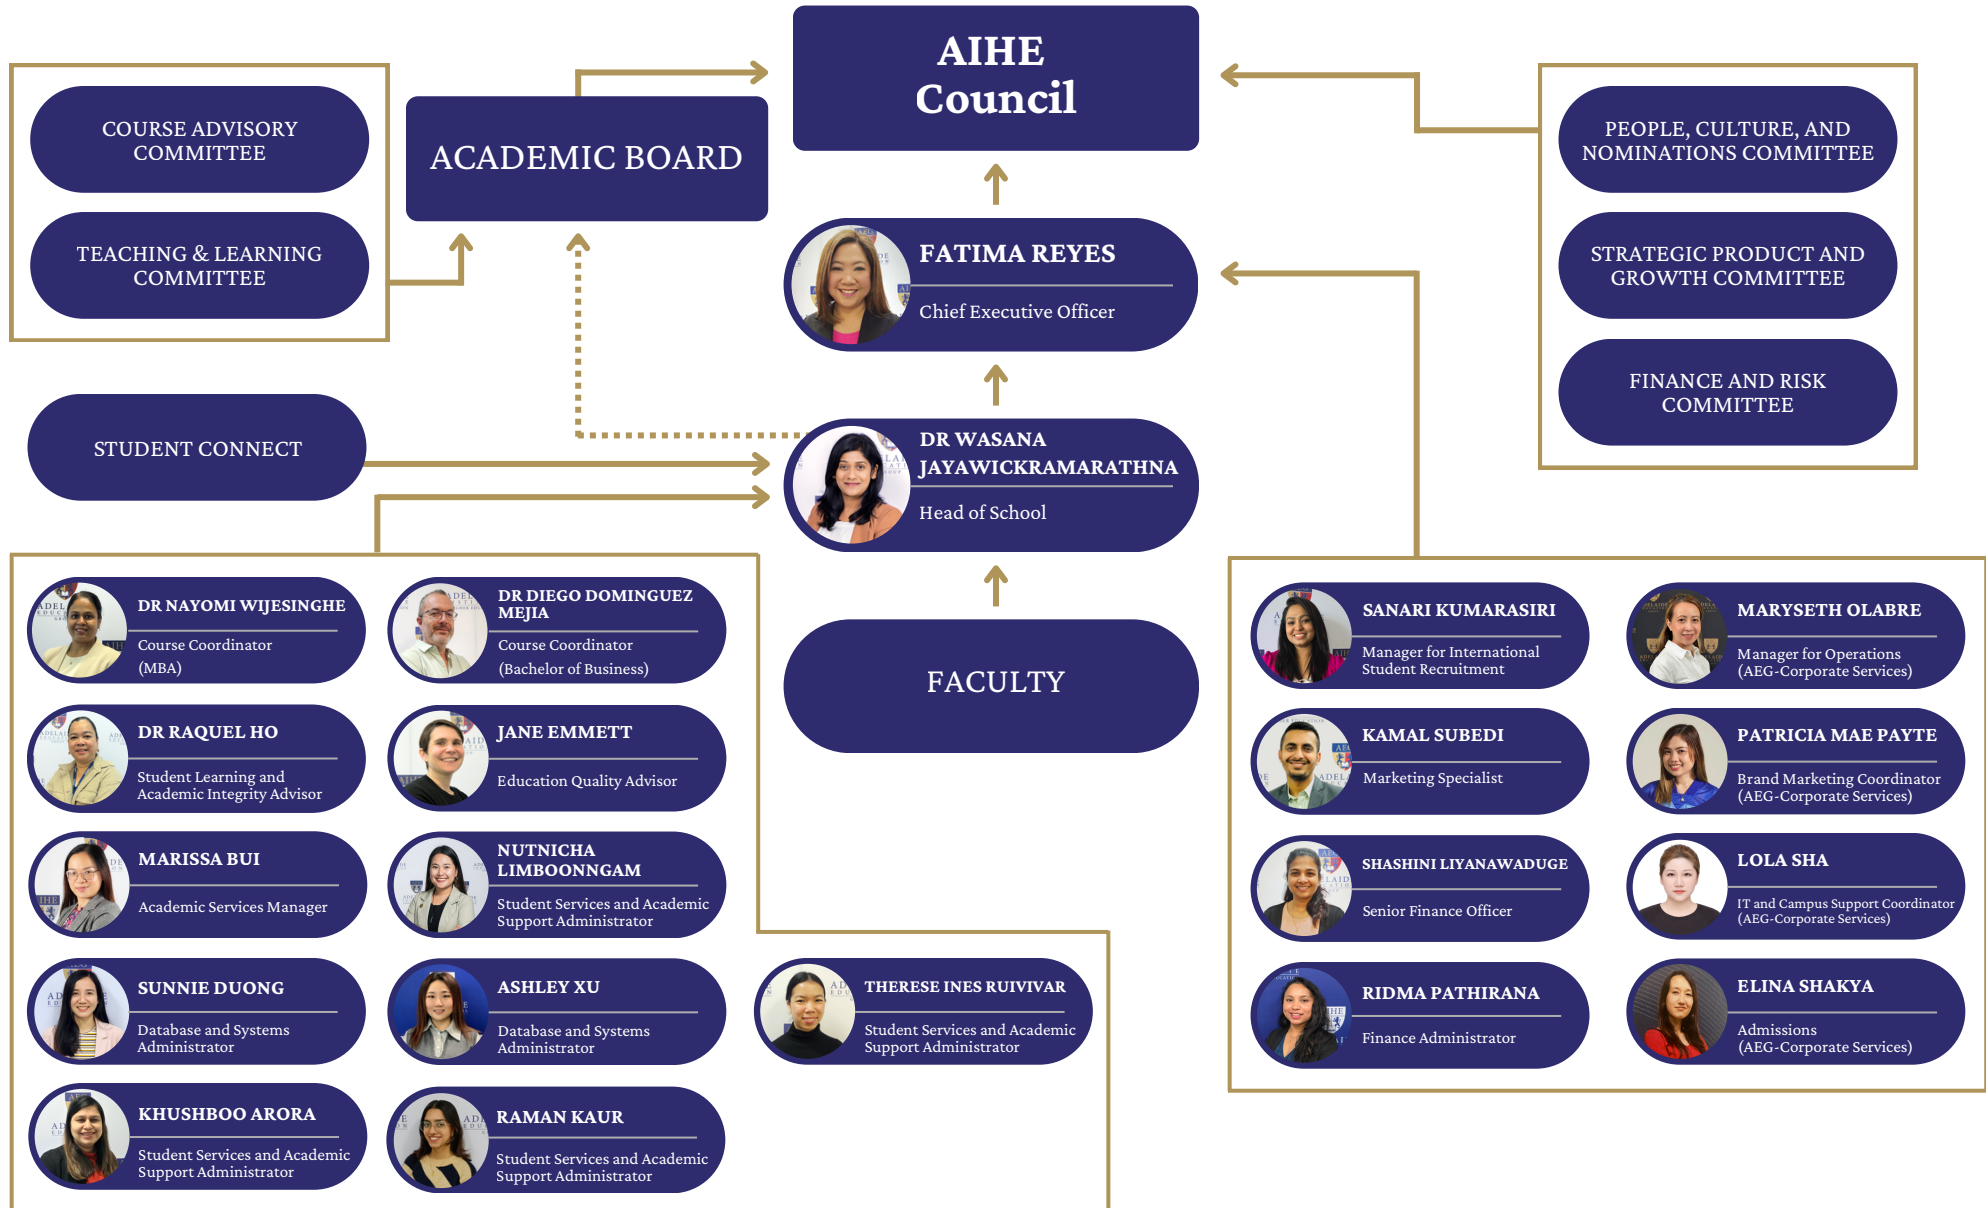 AIHE
Council
ACADEMIC BOARD
COURSE ADVISORY
COMMITTEE
TEACHING & LEARNING
COMMITTEE
PEOPLE, CULTURE, AND
NOMINATIONS COMMITTEE
STRATEGIC PRODUCT AND
GROWTH COMMITTEE
FINANCE AND RISK
COMMITTEE
FATIMA REYES
Chief Executive Officer
STUDENT CONNECT
DR WASANA
JAYAWICKRAMARATHNA
Head of School
FACULTY
DR NAYOMI WIJESINGHE
Course Coordinator
(MBA)
DR DIEGO DOMINGUEZ
MEJIA
Course Coordinator
(Bachelor of Business)
DR RAQUEL HO
Student Learning and
Academic Integrity Advisor
JANE EMMETT
Education Quality Advisor
MARISSA BUI
Academic Services Manager
NUTNICHA
LIMBOONNGAM
Student Services and Academic
Support Administrator
SUNNIE DUONG
Database and Systems
Administrator
ASHLEY XU
Database and Systems
Administrator
THERESE INES RUIVIVAR
Student Services and Academic
Support Administrator
KHUSHBOO ARORA
Student Services and Academic
Support Administrator
RAMAN KAUR
Student Services and Academic
Support Administrator
SANARI KUMARASIRI
Manager for International
Student Recruitment
MARYSETH OLABRE
Manager for Operations
(AEG-Corporate Services)
KAMAL SUBEDI
Marketing Specialist
PATRICIA MAE PAYTE
Brand Marketing Coordinator
(AEG-Corporate Services)
SHASHINI LIYANAWADUGE
Senior Finance Officer
LOLA SHA
IT and Campus Support Coordinator
(AEG-Corporate Services)
RIDMA PATHIRANA
Finance Administrator
ELINA SHAKYA
Admissions
(AEG-Corporate Services)